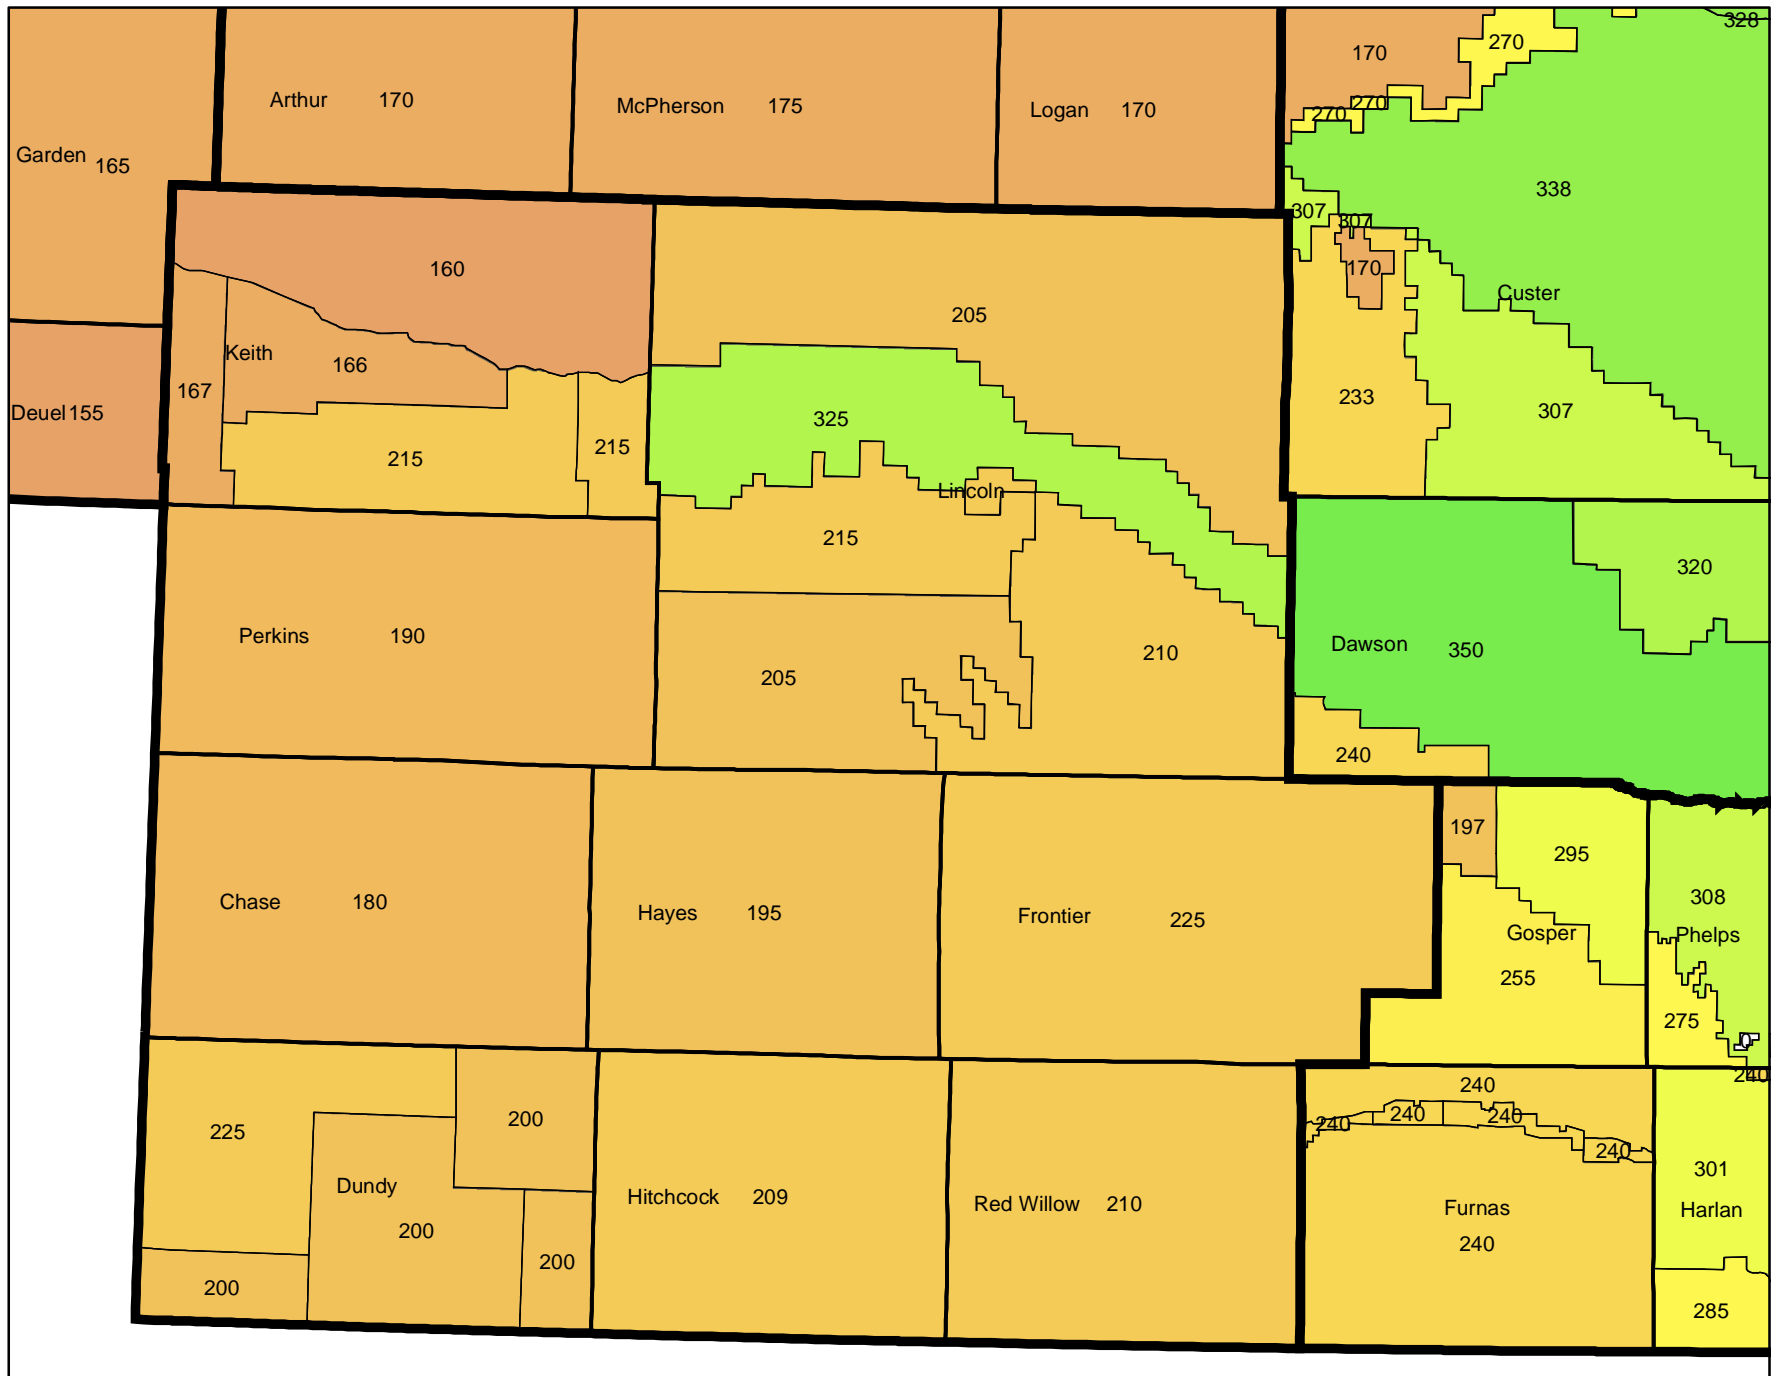 328
270
170
Arthur 170
McPherson 175
Logan 170
270
270
Garden 165
338
307
307
170
160
205
Custer
Keith
166
167
233
307
Deuel 155
325
215
215
Lincoln
215
320
Perkins 190
205
210
Dawson 350
240
197
295
308
Chase 180
Hayes 195
Frontier 225
Gosper
Phelps
255
275
0
240
240
225
200
240
240
240
240
301
Dundy
200
Hitchcock 209
Red Willow 210
Furnas
240
Harlan
200
200
285